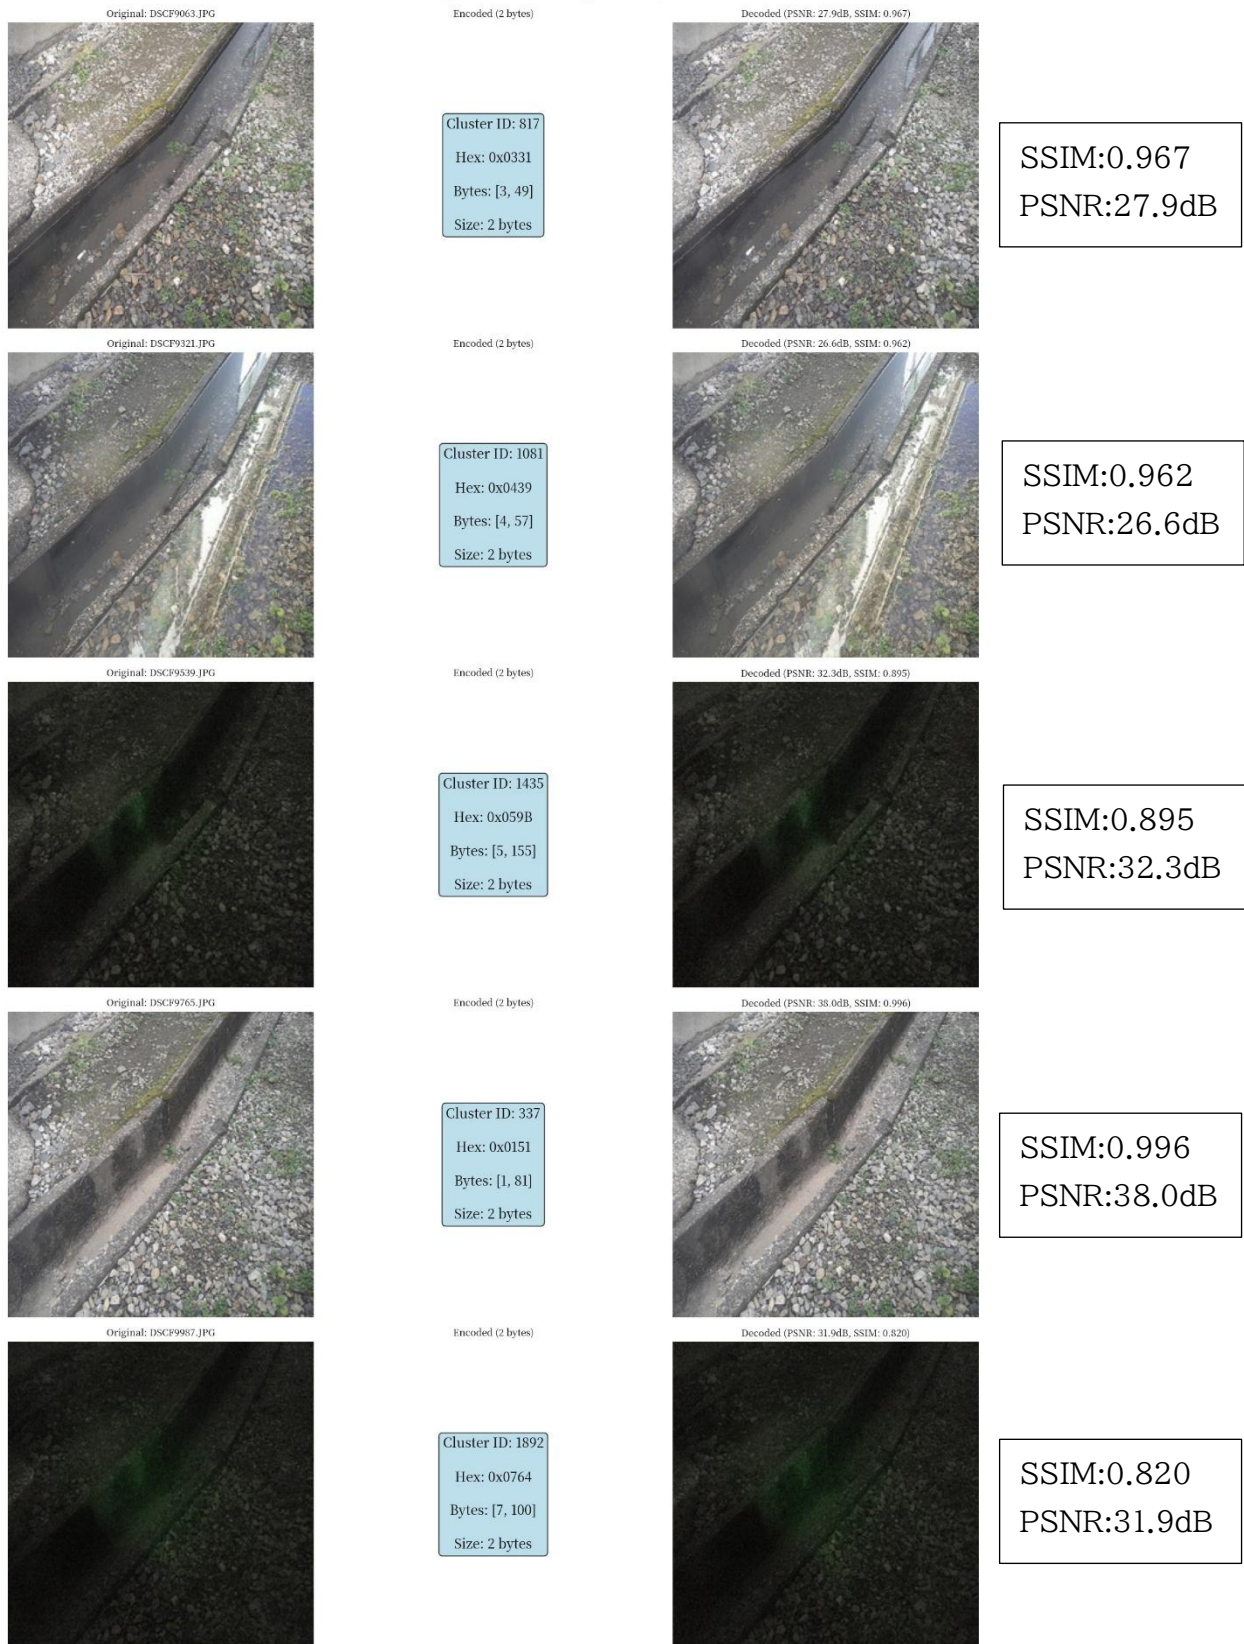 Original: DSCF9063.JPG
Encoded (2 bytes)
Decoded (PSNR: 27.9dB, SSIM: 0.967)
Cluster ID: 817
Hex: 0x0331
Bytes: [3, 49]
Size: 2 bytes
SSIM:0.967
PSNR:27.9dB
Original: DSCF9321.JPG
Encoded (2 bytes)
Decoded (PSNR: 26.6dB, SSIM: 0.962)
Cluster ID: 1081
Hex: 0x0439
Bytes: [4, 57]
Size: 2 bytes
SSIM:0.962
PSNR:26.6dB
Original: DSCF9539.JPG
Encoded (2 bytes)
Decoded (PSNR: 32.3dB, SSIM: 0.895)
Cluster ID: 1435
Hex: 0x059B
Bytes: [5, 155]
Size: 2 bytes
SSIM:0.895
PSNR:32.3dB
Original: DSCF9765.JPG
Encoded (2 bytes)
Decoded (PSNR: 38.0dB, SSIM: 0.996)
Cluster ID: 337
Hex: 0x0151
Bytes: [1, 81]
Size: 2 bytes
SSIM:0.996
PSNR:38.0dB
Original: DSCF9987.JPG
Encoded (2 bytes)
Decoded (PSNR: 31.9dB, SSIM: 0.820)
Cluster ID: 1892
Hex: 0x0764
Bytes: [7, 100]
Size: 2 bytes
SSIM:0.820
PSNR:31.9dB